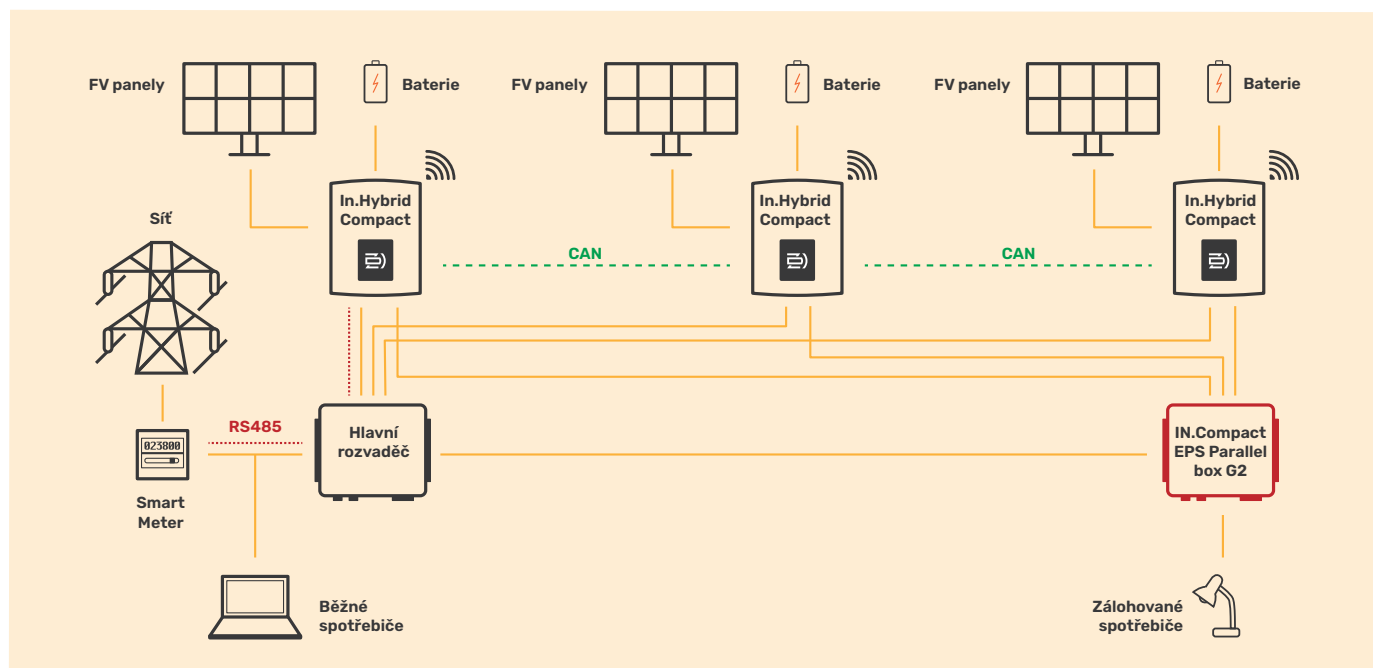 FV panely
Baterie
FV panely
Baterie
FV panely
Baterie
In.Hybrid
Compact
In.Hybrid
Compact
In.Hybrid
Compact
Síť
CAN
CAN
RS485
023800
Hlavní
rozvaděč
IN.Compact
EPS Parallel
box G2
Smart
Meter
Běžné
spotřebiče
Zálohované
spotřebiče